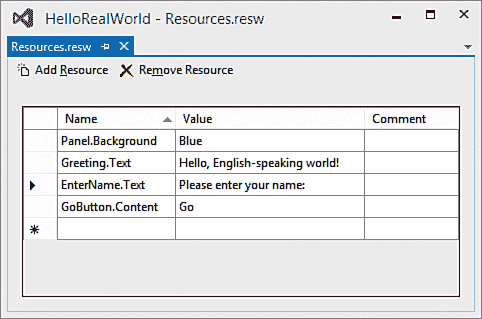 HelloRealWorld - Resources.resw
Resources.resw
Add Resource Remove Resource
Name Value Comment
Panel.Background Blue
Greeting.Text Hello, English-speaking world!
EnterName.Text Please enter your name:
GoButton.Content Go